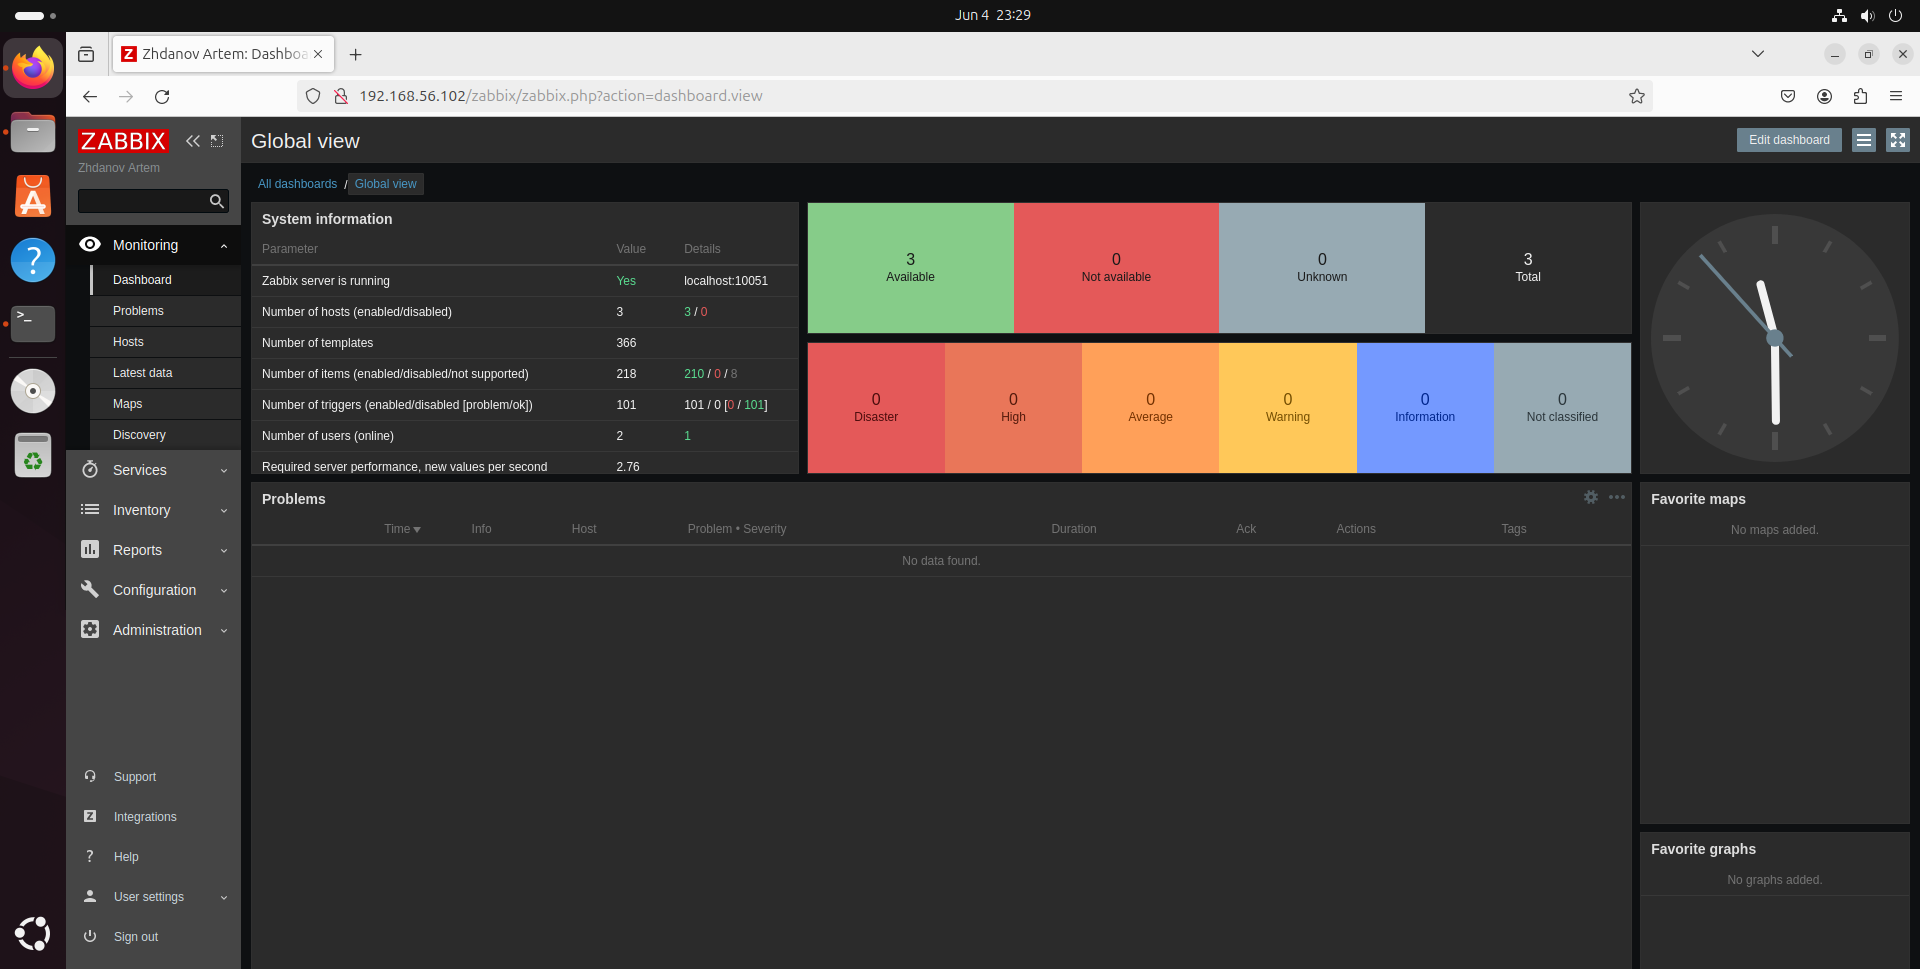 Jun 4 23:29
Zhdanov Artem: Dashboa
192.168.56.102/zabbix/zabbix.php?action=dashboard.view
ZABBIX
Zhdanov Artem
Monitoring
Dashboard
Problems
Hosts
Latest data
Maps
Discovery
Services
Inventory
Reports
Configuration
Administration
Support
Integrations
Help
User settings
Sign out
Global view
Edit dashboard
All dashboards / Global view
System information
Parameter Value Details
Zabbix server is running Yes localhost:10051
Number of hosts (enabled/disabled) 3 3 / 0
Number of templates 366
Number of items (enabled/disabled/not supported) 218 210 / 0 / 8
Number of triggers (enabled/disabled [problem/ok]) 101 101 / 0 [0 / 101]
Number of users (online) 2 1
Required server performance, new values per second 2.76
3 0 0 3
Available Not available Unknown Total
0 0 0 0 0 0
Disaster High Average Warning Information Not classified
Problems
Time Info Host Problem • Severity Duration Ack Actions Tags
No data found.
Favorite maps
No maps added.
Favorite graphs
No graphs added.